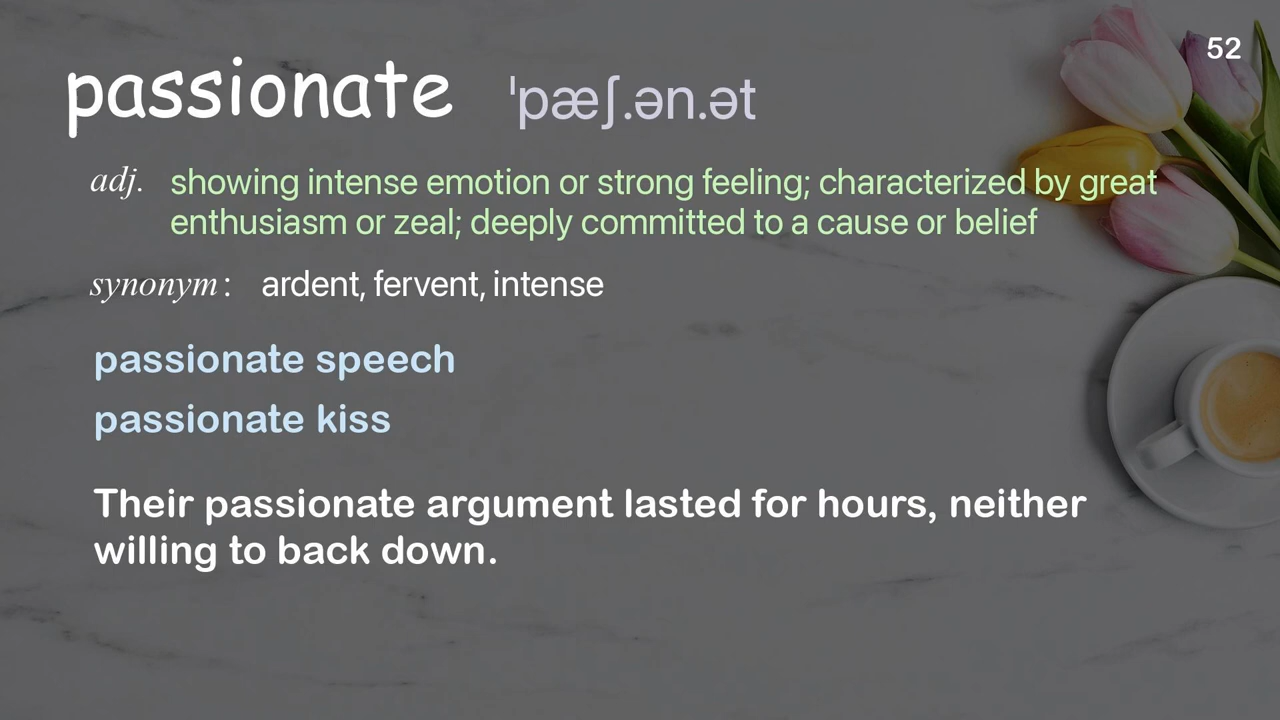 52
passionate ˈpæʃ.ən.ət
adj. showing intense emotion or strong feeling; characterized by great
enthusiasm or zeal; deeply committed to a cause or belief
synonym : ardent, fervent, intense
passionate speech
passionate kiss
Their passionate argument lasted for hours, neither
willing to back down.